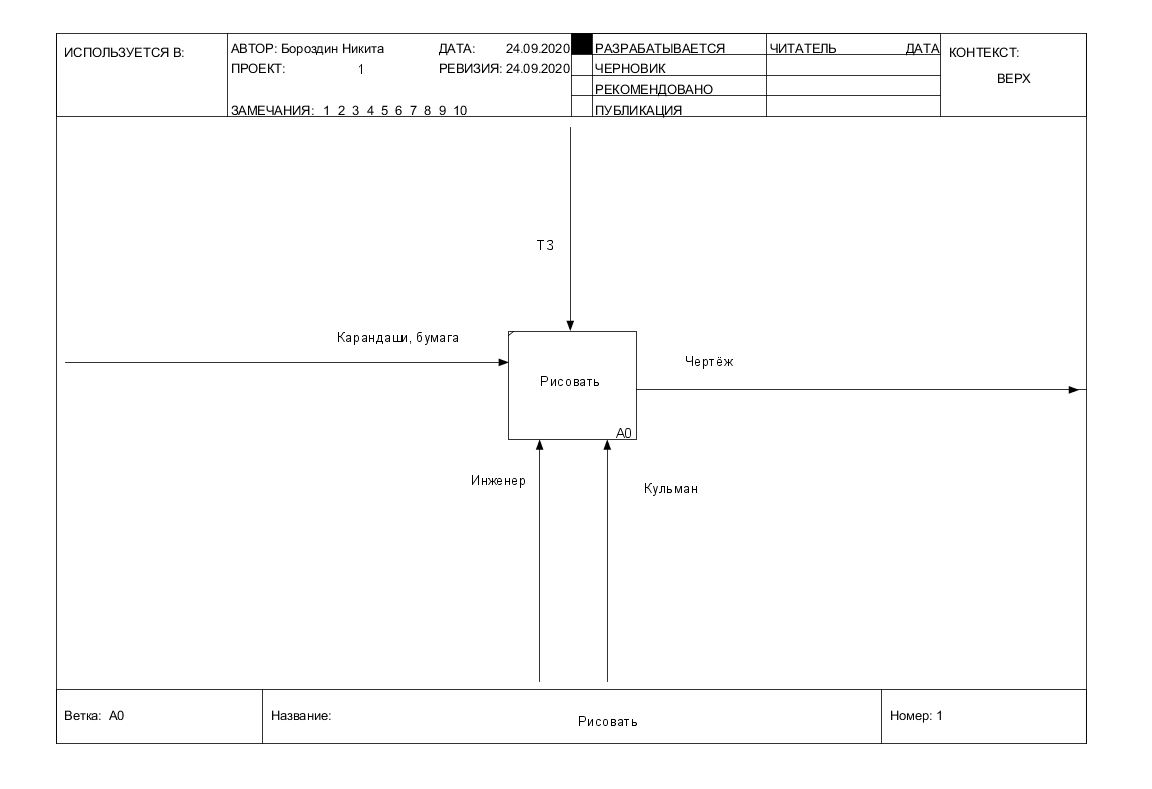 ИСПОЛЬЗУЕТСЯ В:
АВТОР: Бороздин Никита ДАТА: 24.09.2020
ПРОЕКТ: 1 РЕВИЗИЯ: 24.09.2020
ЗАМЕЧАНИЯ: 1 2 3 4 5 6 7 8 9 10
РАЗРАБАТЫВАЕТСЯ
ЧЕРНОВИК
РЕКОМЕНДОВАНО
ПУБЛИКАЦИЯ
ЧИТАТЕЛЬ ДАТА
КОНТЕКСТ:
ВЕРХ
ТЗ
Карандаши, бумага
Чертёж
Рисовать
A0
Инженер
Кульман
Ветка: A0
Название: Рисовать
Номер: 1